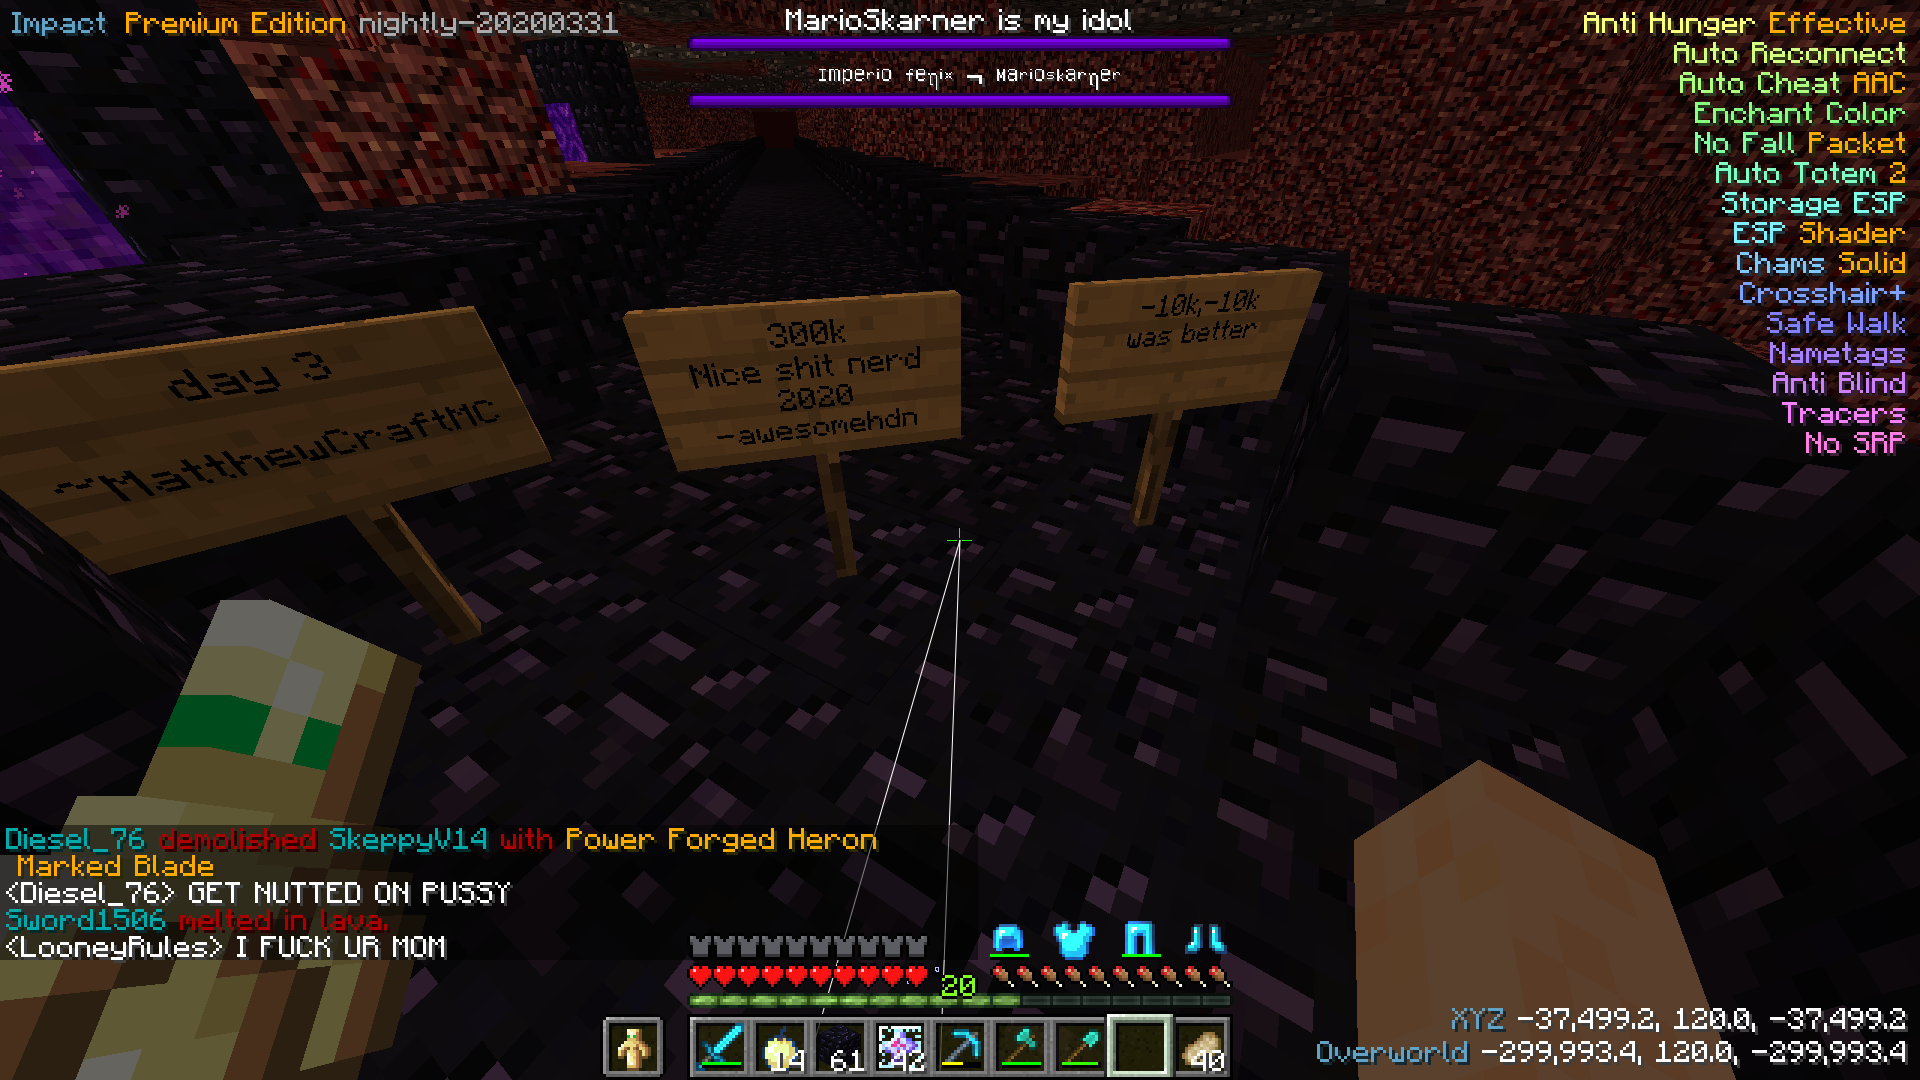 Impact Premium Edition nightly-20200331
MarioSkarner is my idol
Imperio fenix ¬ Marioskarner
Anti Hunger Effective
Auto Reconnect
Auto Cheat AAC
Enchant Color
No Fall Packet
Auto Totem 2
Storage ESP
ESP Shader
Chams Solid
Crosshair+
Safe Walk
Nametags
Anti Blind
Tracers
No SRP
day 3
~MatthewCraftMC
300k
Nice shit nerd
2020
-awesomehdn
-10k,-10k
was better
Diesel_76 demolished SkeppyV14 with Power Forged Heron
Marked Blade
<Diesel_76> GET NUTTED ON PUSSY
Sword1506 melted in lava.
<LooneyRules> I FUCK UR MOM
20
14
61
42
40
XYZ -37,499.2, 120.0, -37,499.2
Overworld -299,993.4, 120.0, -299,993.4